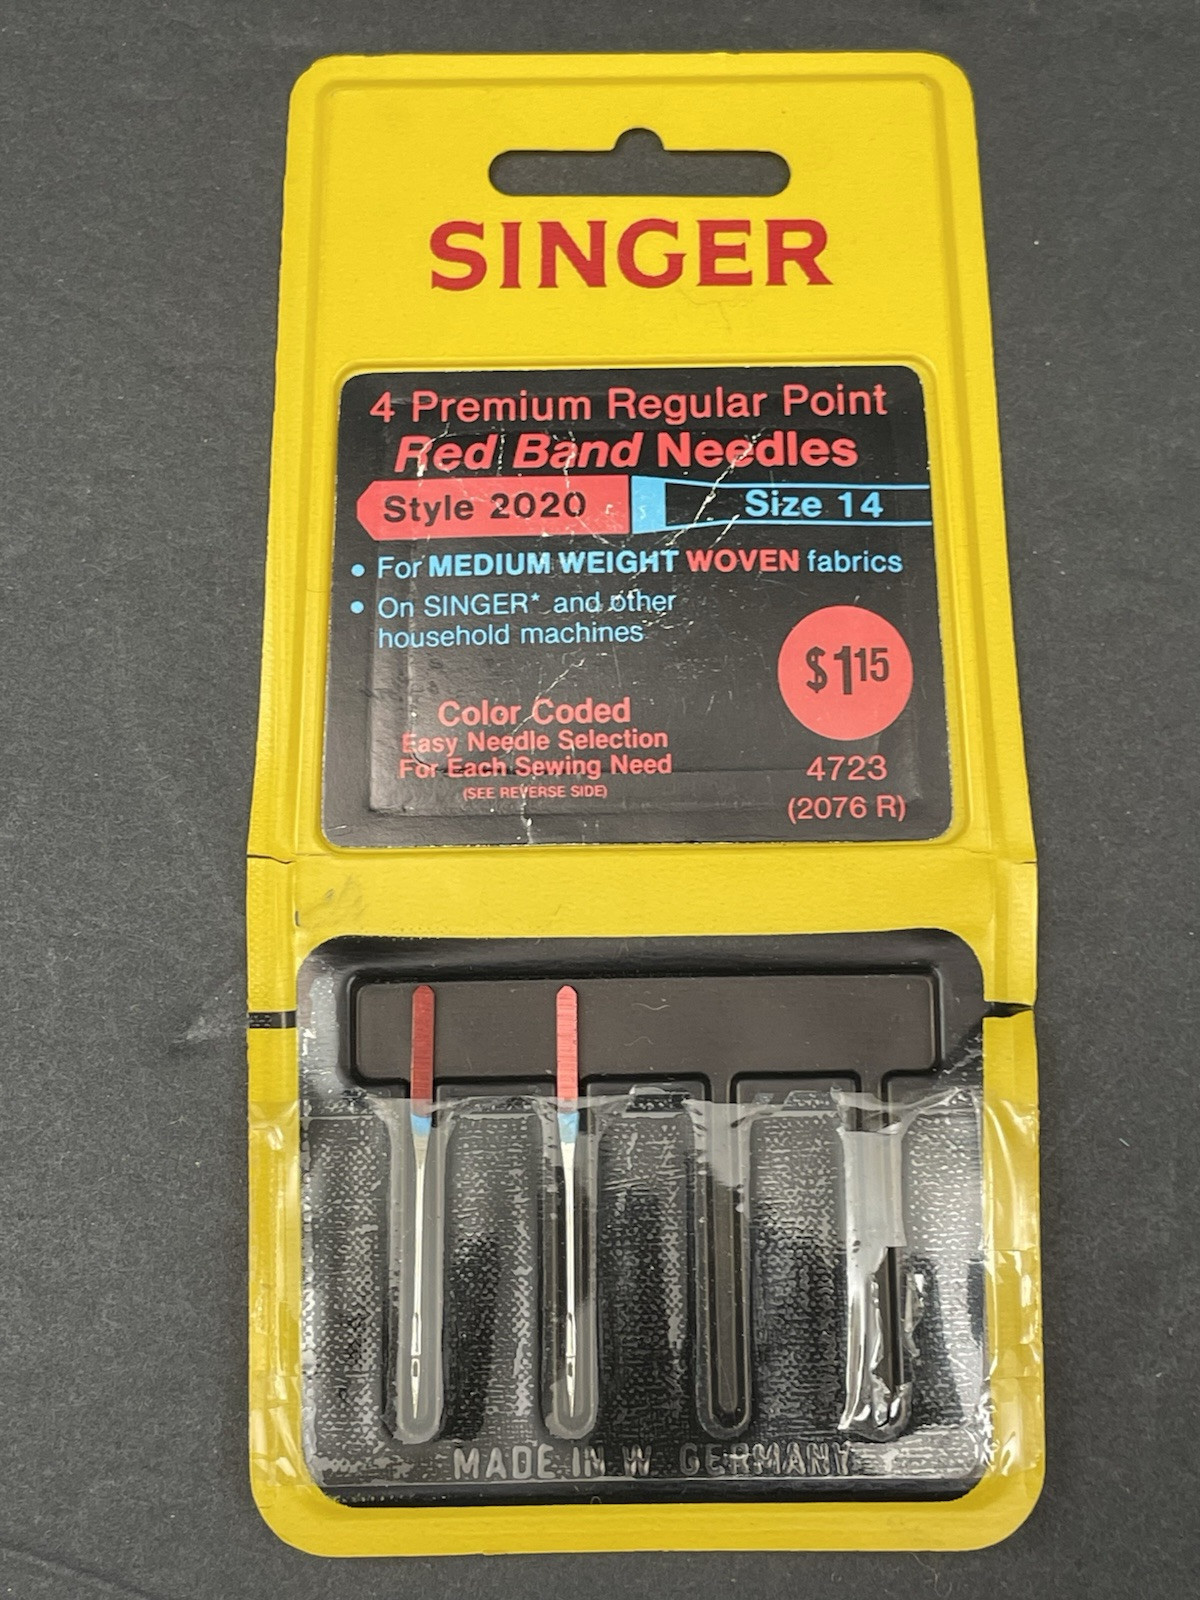 SINGER
4 Premium Regular Point
Red Band Needles
Style 2020 Size 14
• For MEDIUM WEIGHT WOVEN fabrics
• On SINGER* and other
household machines
$1 15
Color Coded
Easy Needle Selection
For Each Sewing Need
(SEE REVERSE SIDE)
4723
(2076 R)
MADE IN W. GERMANY